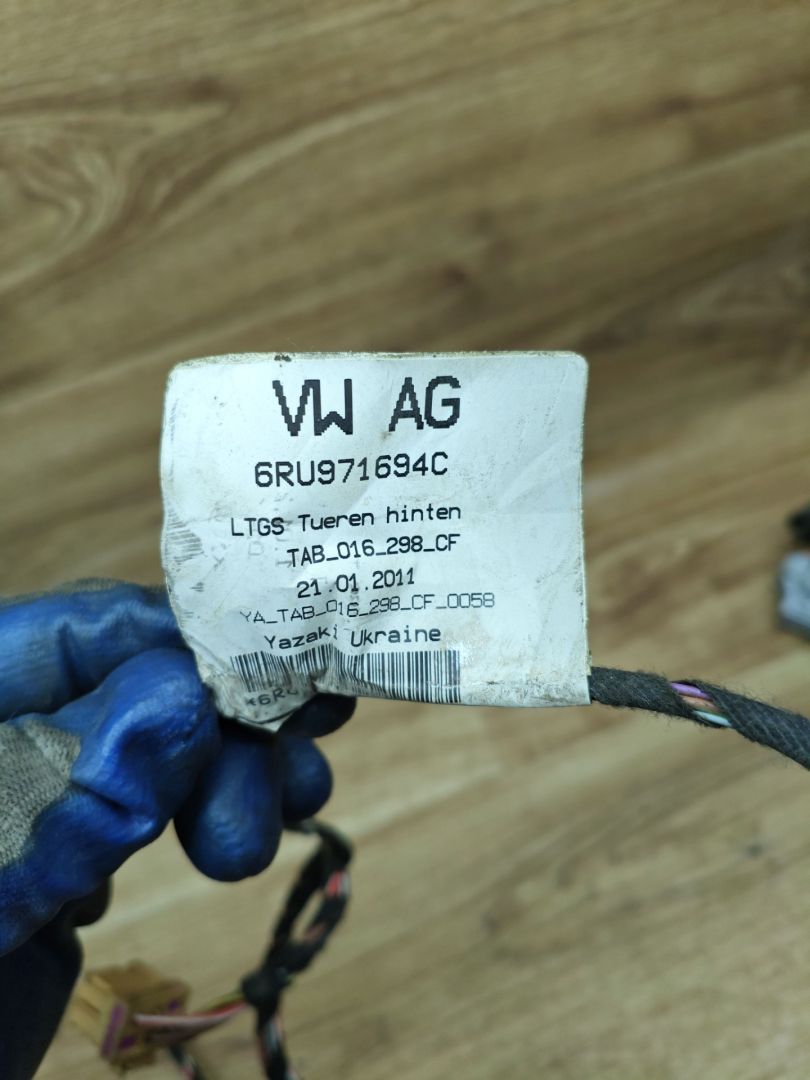 VW AG
6RU971694C
LTGS Tueren hinten
TAB_016_298_CF
21.01.2011
YA_TAB_016_298_CF_0058
Yazaki Ukraine